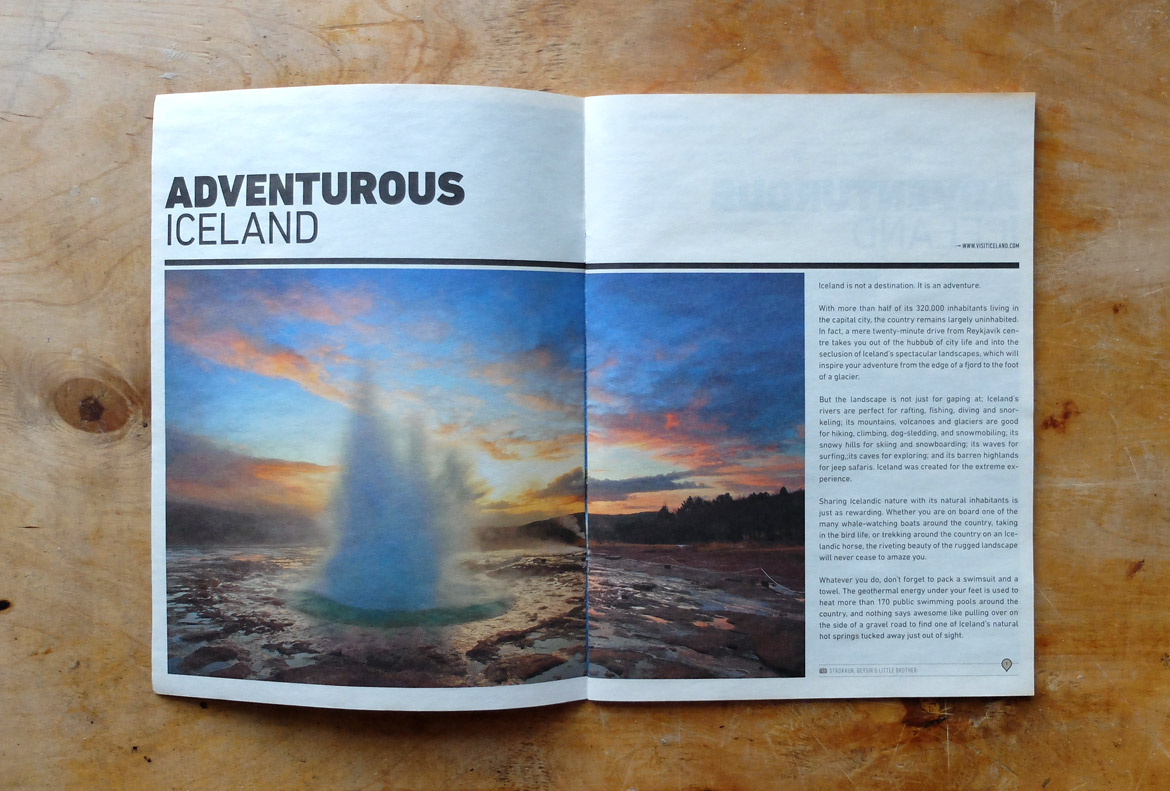 ADVENTUROUS
ICELAND
WWW.VISITICELAND.COM
Iceland is not a destination. It is an adventure.
With more than half of its 320.000 inhabitants living in
the capital city, the country remains largely uninhabited.
In fact, a mere twenty-minute drive from Reykjavík cen-
tre takes you out of the hubbub of city life and into the
seclusion of Iceland's spectacular landscapes, which will
inspire your adventure from the edge of a fjord to the foot
of a glacier.
But the landscape is not just for gaping at; Iceland's
rivers are perfect for rafting, fishing, diving and snor-
keling; its mountains, volcanoes and glaciers are good
for hiking, climbing, dog-sledding, and snowmobiling; its
snowy hills for skiing and snowboarding; its waves for
surfing;its caves for exploring; and its barren highlands
for jeep safaris. Iceland was created for the extreme ex-
perience.
Sharing Icelandic nature with its natural inhabitants is
just as rewarding. Whether you are on board one of the
many whale-watching boats around the country, taking
in the bird life, or trekking around the country on an Ice-
landic horse, the riveting beauty of the rugged landscape
will never cease to amaze you.
Whatever you do, don't forget to pack a swimsuit and a
towel. The geothermal energy under your feet is used to
heat more than 170 public swimming pools around the
country, and nothing says awesome like pulling over on
the side of a gravel road to find one of Iceland's natural
hot springs tucked away just out of sight.
STROKKUR, GEYSIR'S LITTLE BROTHER